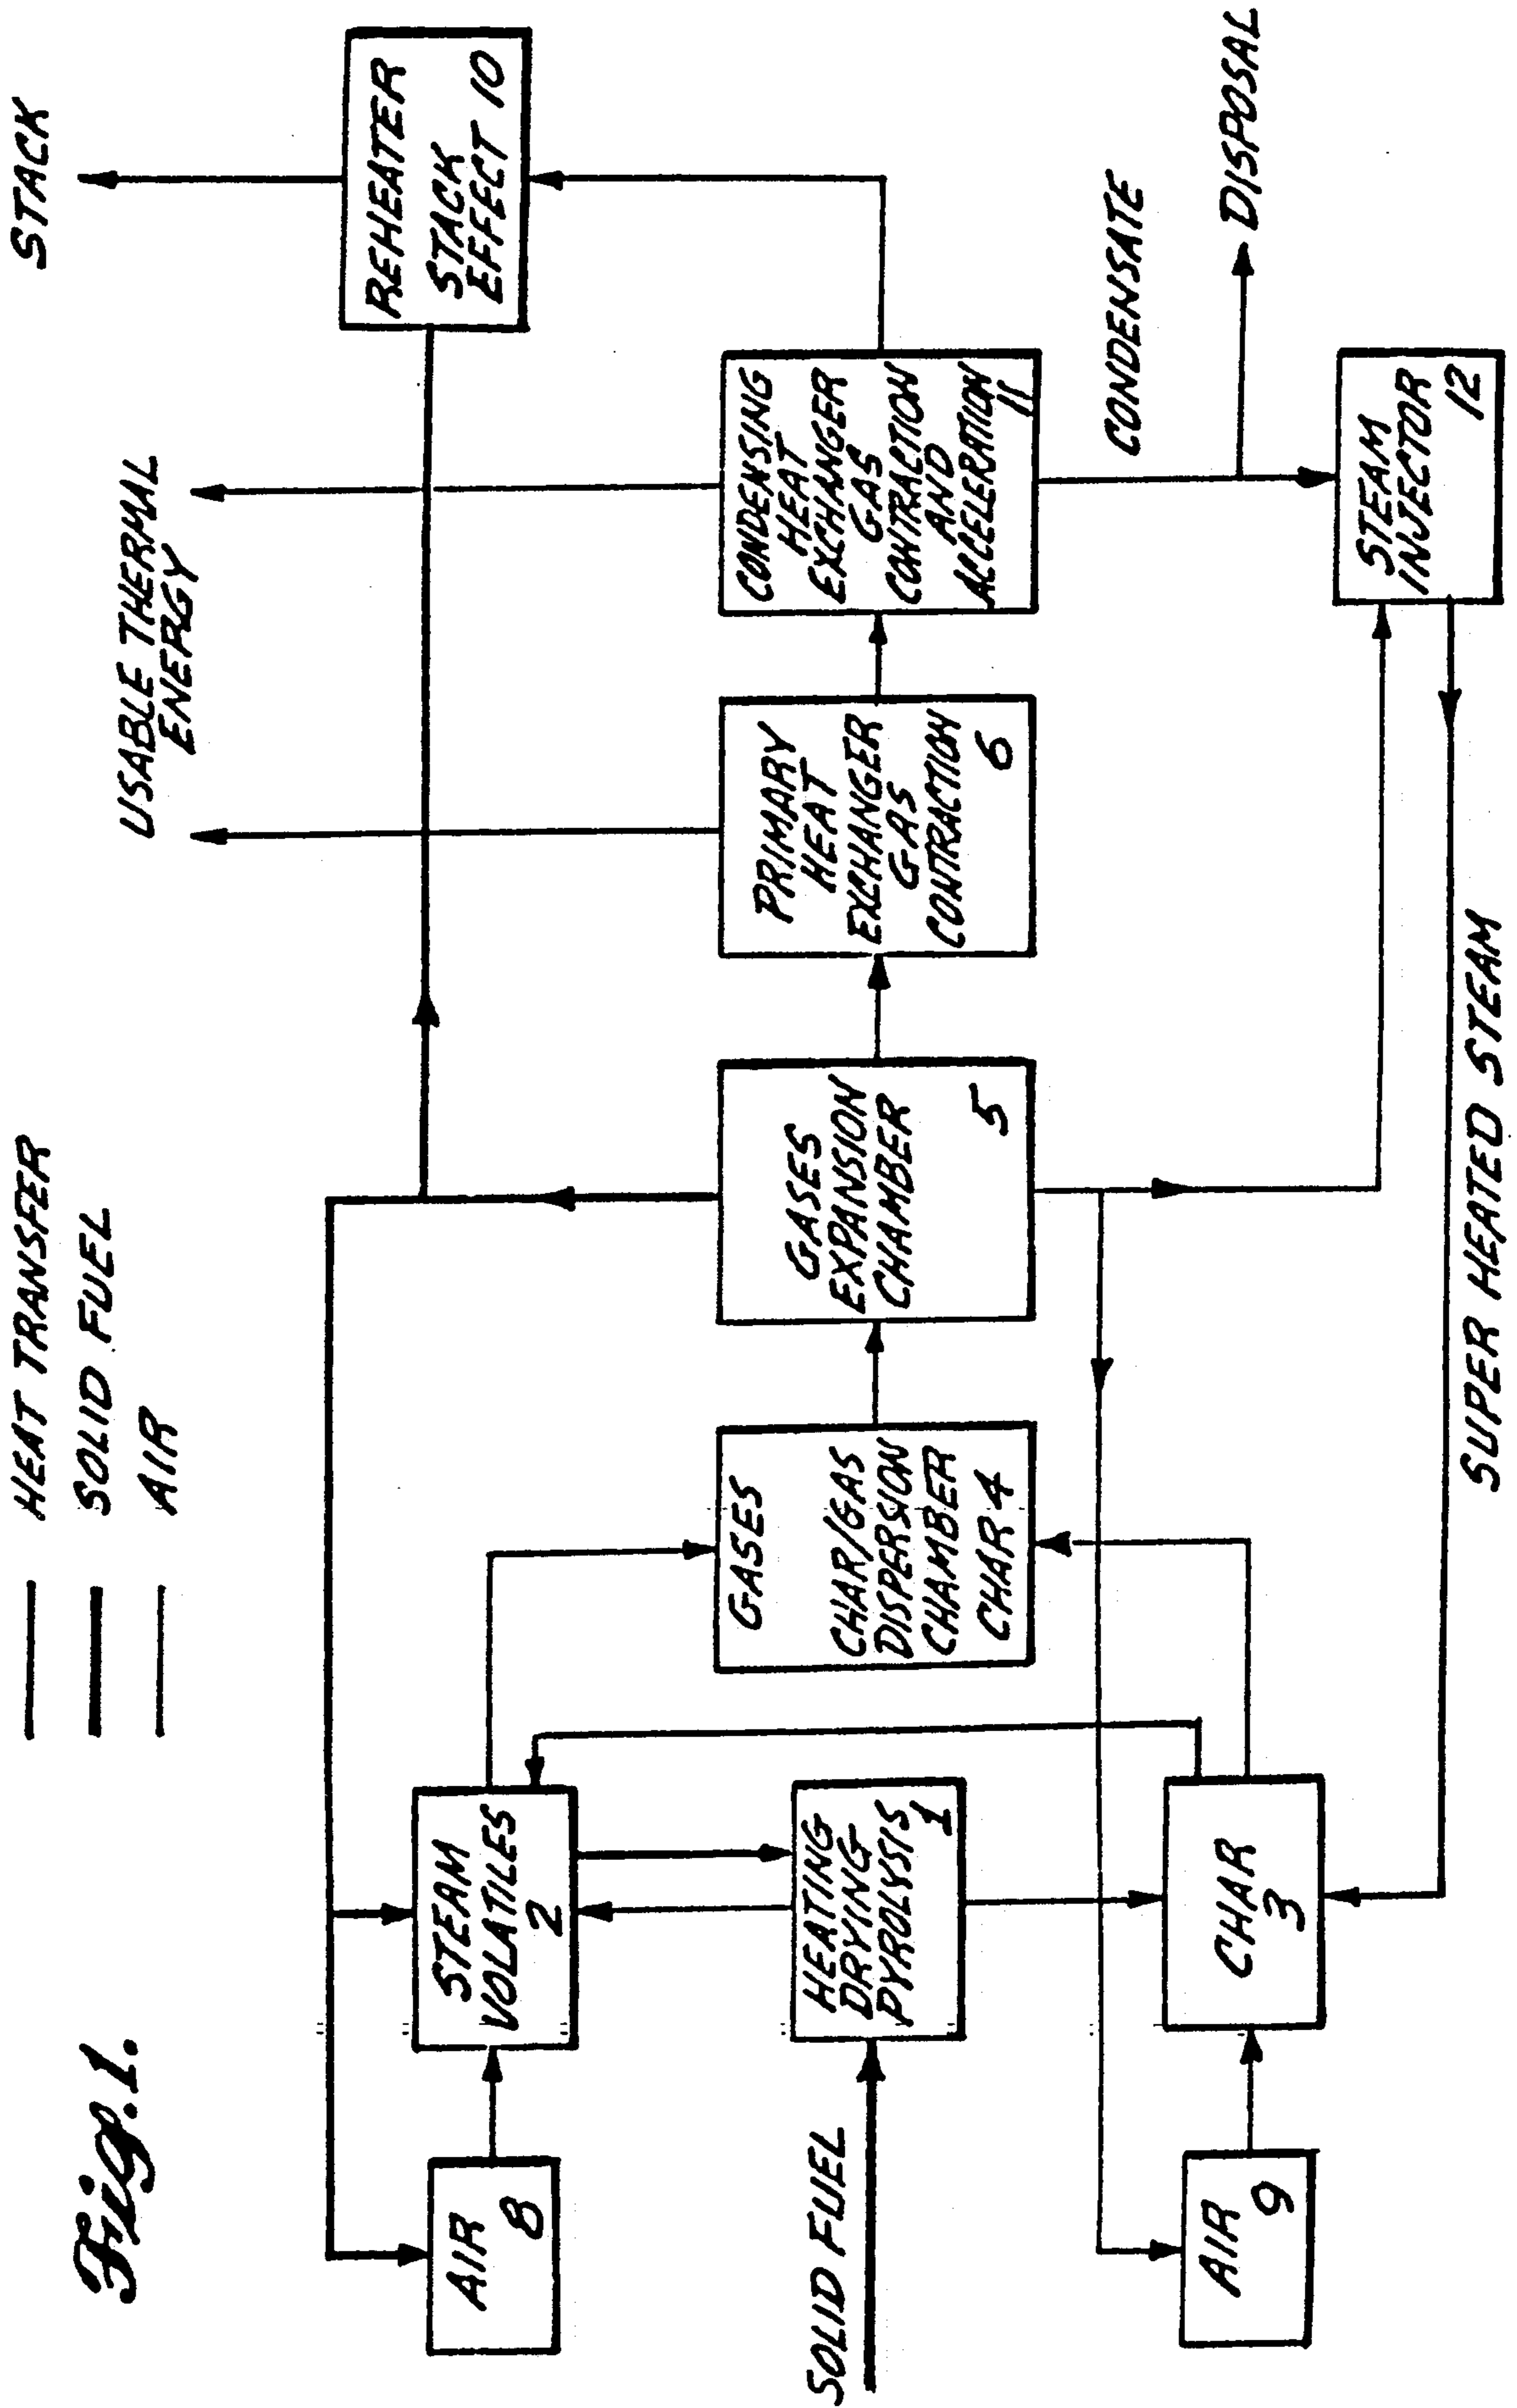 Fig. 1.
HEAT TRANSFER
SOLID FUEL
AIR
STACK
USABLE THERMAL
ENERGY
REHEATER
STACK
EFFECT 10
AIR
8
STEAM
VOLATILES
2
SOLID FUEL
HEATING
DRYING
PYROLYSIS
1
GASES
CHAR/GAS
DISPERSION
CHAMBER
CHAR 4
GASES
EXPANSION
CHAMBER
5
PRIMARY
HEAT
EXCHANGER
GAS
CONTRACTION
6
CONDENSING
HEAT
EXCHANGER
GAS
CONTRACTION
AND
ACCELERATION
11
CONDENSATE
DISPOSAL
AIR
9
CHAR
3
STEAM
INJECTOR
12
SUPER HEATED STEAM